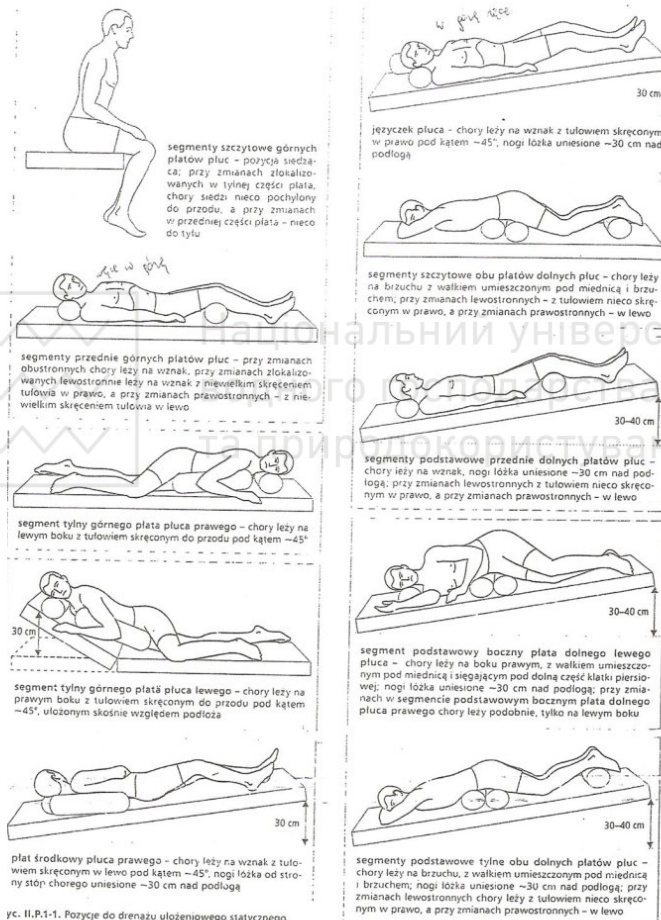 segmenty szczytowe górnych
płatów płuc – pozycja siedzą-
ca; przy zmianach zlokalizo-
wanych w tylnej części płata,
chory siedzi nieco pochylony
do przodu, a przy zmianach
w przedniej części płata – nieco
do tyłu
ręce w górę
segmenty przednie górnych płatów płuc – przy zmianach
obustronnych chory leży na wznak, przy zmianach zlokalizo-
wanych lewostronnie leży na wznak z niewielkim skręceniem
tułowia w prawo, a przy zmianach prawostronnych – z nie-
wielkim skręceniem tułowia w lewo
segment tylny górnego płata płuca prawego – chory leży na
lewym boku z tułowiem skręconym do przodu pod kątem ~45°
30 cm
segment tylny górnego płata płuca lewego – chory leży na
prawym boku z tułowiem skręconym do przodu pod kątem
~45°, ułożonym skośnie względem podłoża
30 cm
płat środkowy płuca prawego – chory leży na wznak z tuło-
wiem skręconym w lewo pod kątem ~45°, nogi łóżka od stro-
ny stóp chorego uniesione ~30 cm nad podłogą
yc. II.P.1-1. Pozycje do drenażu ułożeniowego statycznego
w górę ręce
30 cm
języczek płuca – chory leży na wznak z tułowiem skręconym
w prawo pod kątem ~45°, nogi łóżka uniesione ~30 cm nad
podłogą
segmenty szczytowe obu płatów dolnych płuc – chory leży
na brzuchu z wałkiem umieszczonym pod miednicą i brzu-
chem; przy zmianach lewostronnych – z tułowiem nieco skrę-
conym w prawo, a przy zmianach prawostronnych – w lewo
30–40 cm
segmenty podstawowe przednie dolnych płatów płuc –
chory leży na wznak, nogi łóżka uniesione ~30 cm nad pod-
łogą; przy zmianach lewostronnych z tułowiem nieco skręco-
nym w prawo, a przy zmianach prawostronnych – w lewo
30–40 cm
segment podstawowy boczny płata dolnego lewego
płuca – chory leży na boku prawym, z wałkiem umieszczo-
nym pod miednicą i sięgającym pod dolną część klatki piersio-
wej; nogi łóżka uniesione ~30 cm nad podłogą; przy zmia-
nach w segmencie podstawowym bocznym płata dolnego
płuca prawego chory leży podobnie, tylko na lewym boku
30–40 cm
segmenty podstawowe tylne obu dolnych płatów płuc –
chory leży na brzuchu, z wałkiem umieszczonym pod miednicą
i brzuchem; nogi łóżka uniesione ~30 cm nad podłogą; przy
zmianach lewostronnych chory leży z tułowiem nieco skręco-
nym w prawo, a przy zmianach prawostronnych – w lewo
Національний універс
господарства
та природокористува